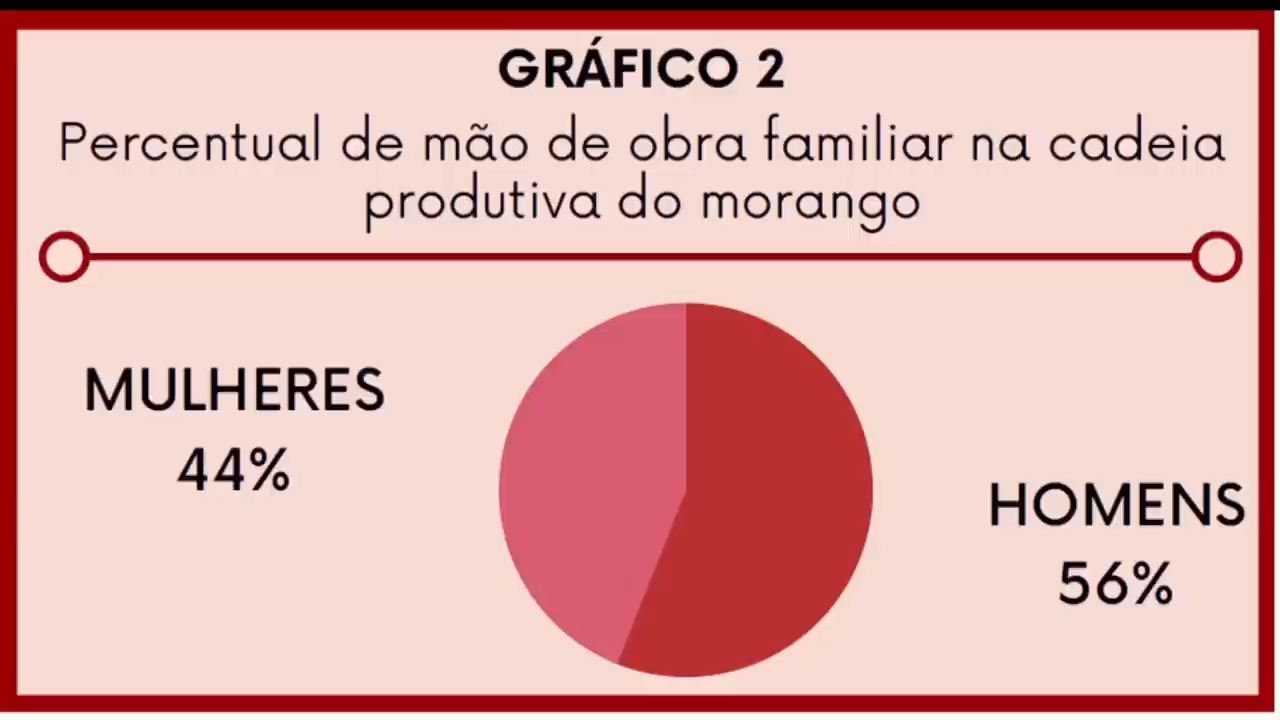 GRÁFICO 2
Percentual de mão de obra familiar na cadeia
produtiva do morango
MULHERES
44%
HOMENS
56%